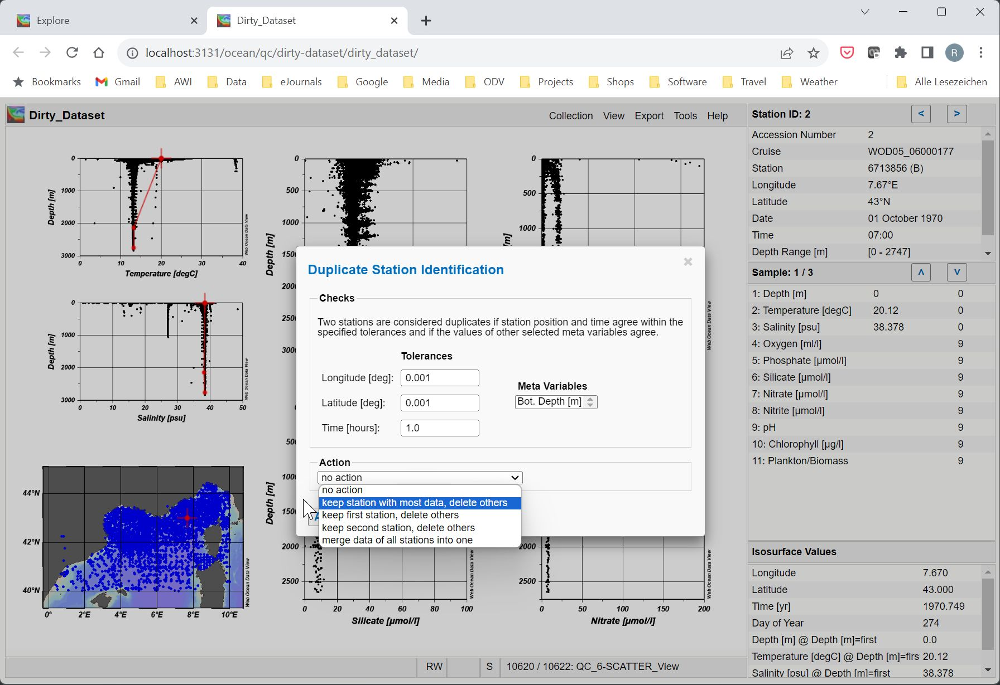 Explore
Dirty_Dataset
localhost:3131/ocean/qc/dirty-dataset/dirty_dataset/
R
Bookmarks Gmail AWI Data eJournals Google Media ODV Projects Shops Software Travel Weather Alle Lesezeichen
Dirty_Dataset
Collection View Export Tools Help
0
1000
2000
3000
0 10 20 30 40
Depth [m]
Temperature [degC]
Web Ocean Data View
0
1000
2000
3000
0 10 20 30 40 50
Depth [m]
Salinity [psu]
Web Ocean Data View
44°N
42°N
40°N
0° 2°E 4°E 6°E 8°E 10°E
Web Ocean Data View
0
500
1000
Depth [m]
0
500
1000
Web Ocean Data View
Depth [m]
2000
2500
0 20 40 60 80 100
Silicate [µmol/l]
Web Ocean Data View
2000
2500
0 50 100 150 200
Nitrate [µmol/l]
Web Ocean Data View
Duplicate Station Identification
Checks
Two stations are considered duplicates if station position and time agree within the
specified tolerances and if the values of other selected meta variables agree.
Tolerances
Longitude [deg]: 0.001
Latitude [deg]: 0.001
Time [hours]: 1.0
Meta Variables
Bot. Depth [m]
Action
no action
no action
keep station with most data, delete others
keep first station, delete others
keep second station, delete others
merge data of all stations into one
Station ID: 2 < >
Accession Number 2
Cruise WOD05_06000177
Station 6713856 (B)
Longitude 7.67°E
Latitude 43°N
Date 01 October 1970
Time 07:00
Depth Range [m] [0 - 2747]
Sample: 1 / 3
1: Depth [m] 0 0
2: Temperature [degC] 20.12 0
3: Salinity [psu] 38.378 0
4: Oxygen [ml/l] 9
5: Phosphate [µmol/l] 9
6: Silicate [µmol/l] 9
7: Nitrate [µmol/l] 9
8: Nitrite [µmol/l] 9
9: pH 9
10: Chlorophyll [µg/l] 9
11: Plankton/Biomass 9
Isosurface Values
Longitude 7.670
Latitude 43.000
Time [yr] 1970.749
Day of Year 274
Depth [m] @ Depth [m]=first 0.0
Temperature [degC] @ Depth [m]=firs 20.12
Salinity [psu] @ Depth [m]=first 38.378
RW S 10620 / 10622: QC_6-SCATTER_View